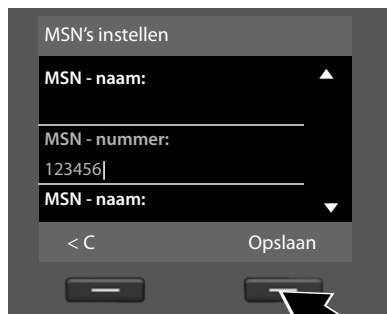 MSN’s instellen
MSN - naam:
MSN - nummer:
123456
MSN - naam:
< C Opslaan